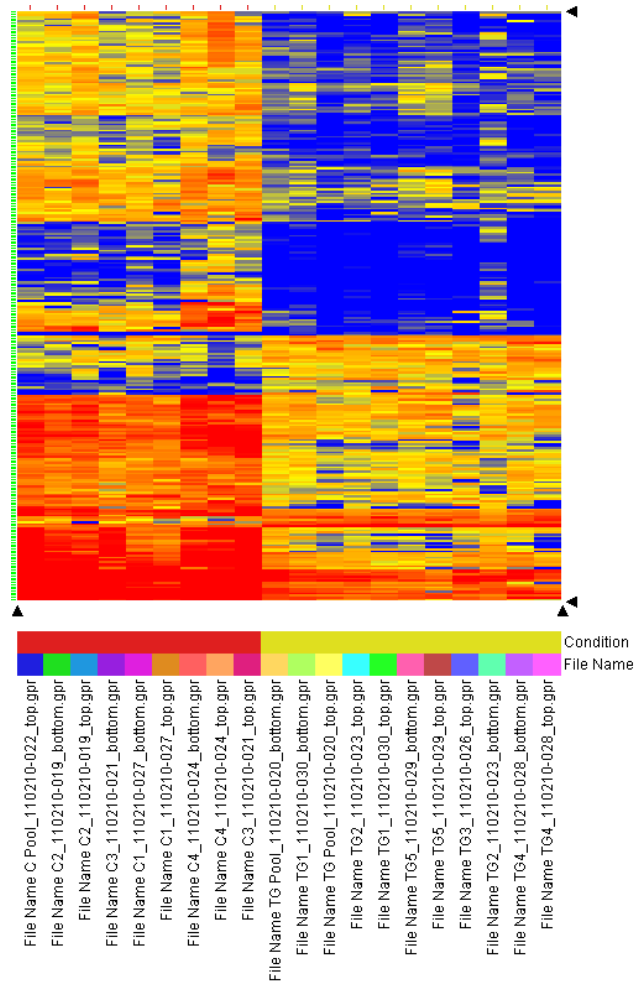 Condition
File Name
File Name C Pool_110210-022_top.gpr
File Name C2_110210-019_bottom.gpr
File Name C2_110210-019_top.gpr
File Name C3_110210-021_bottom.gpr
File Name C1_110210-027_bottom.gpr
File Name C1_110210-027_top.gpr
File Name C4_110210-024_bottom.gpr
File Name C4_110210-024_top.gpr
File Name C3_110210-021_top.gpr
File Name TG Pool_110210-020_bottom.gpr
File Name TG1_110210-030_bottom.gpr
File Name TG Pool_110210-020_top.gpr
File Name TG2_110210-023_top.gpr
File Name TG1_110210-030_top.gpr
File Name TG5_110210-029_bottom.gpr
File Name TG5_110210-029_top.gpr
File Name TG3_110210-026_top.gpr
File Name TG2_110210-023_bottom.gpr
File Name TG4_110210-028_bottom.gpr
File Name TG4_110210-028_top.gpr